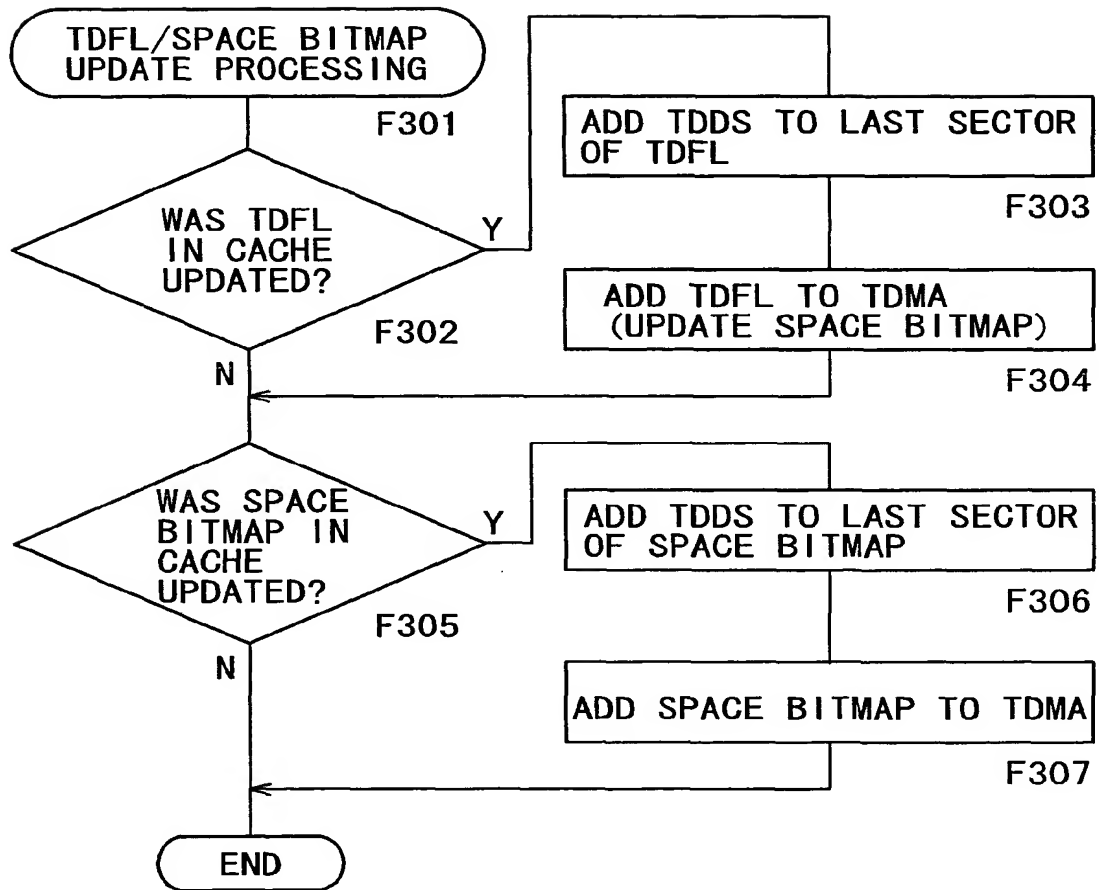 TDFL/SPACE BITMAP
UPDATE PROCESSING
F301
WAS TDFL
IN CACHE
UPDATED?
Y
F302
N
ADD TDDS TO LAST SECTOR
OF TDFL
F303
ADD TDFL TO TDMA
(UPDATE SPACE BITMAP)
F304
WAS SPACE
BITMAP IN
CACHE
UPDATED?
Y
F305
N
ADD TDDS TO LAST SECTOR
OF SPACE BITMAP
F306
ADD SPACE BITMAP TO TDMA
F307
END